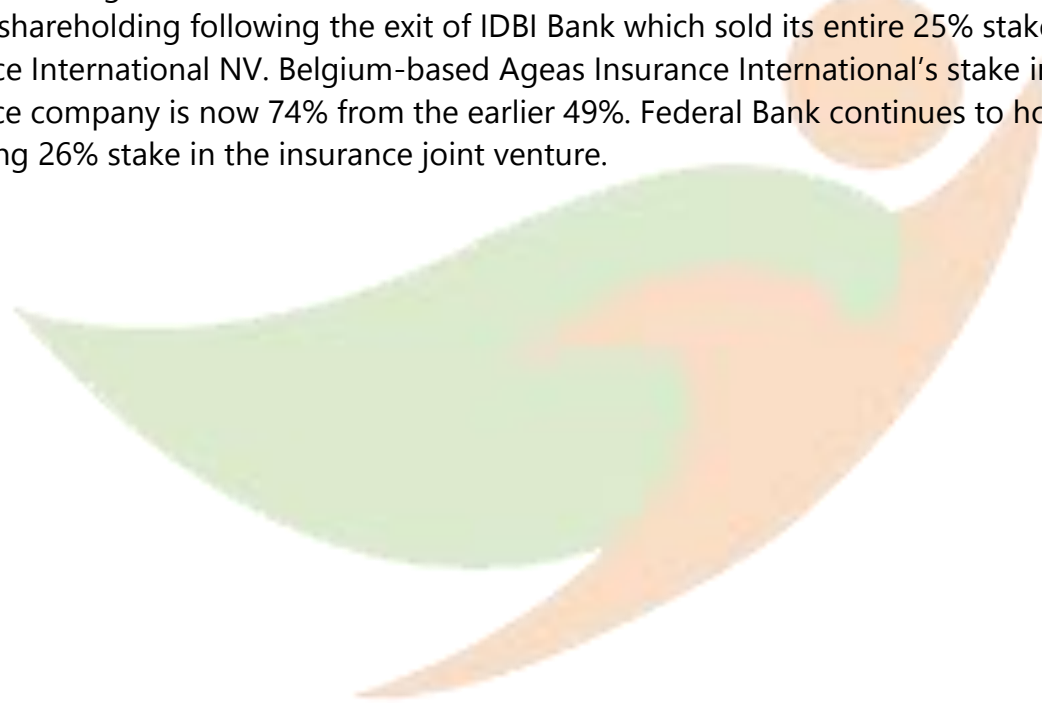 shareholding following the exit of IDBI Bank which sold its entire 25% stake
ce International NV. Belgium-based Ageas Insurance International's stake in
ce company is now 74% from the earlier 49%. Federal Bank continues to ho
ng 26% stake in the insurance joint venture.